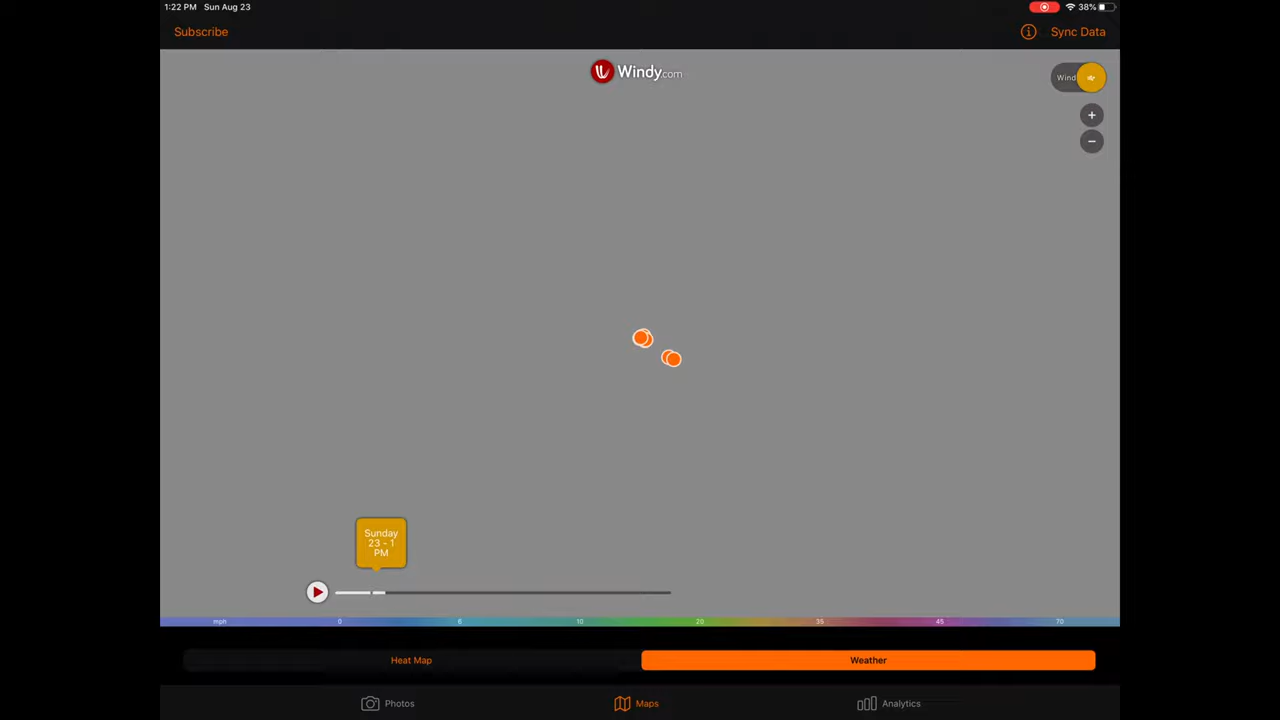 1:22 PM Sun Aug 23
38%
Subscribe
Sync Data
Windy.com
Wind
+
−
Sunday
23 - 1
PM
mph 0 6 10 20 35 45 70
Heat Map
Weather
Photos
Maps
Analytics